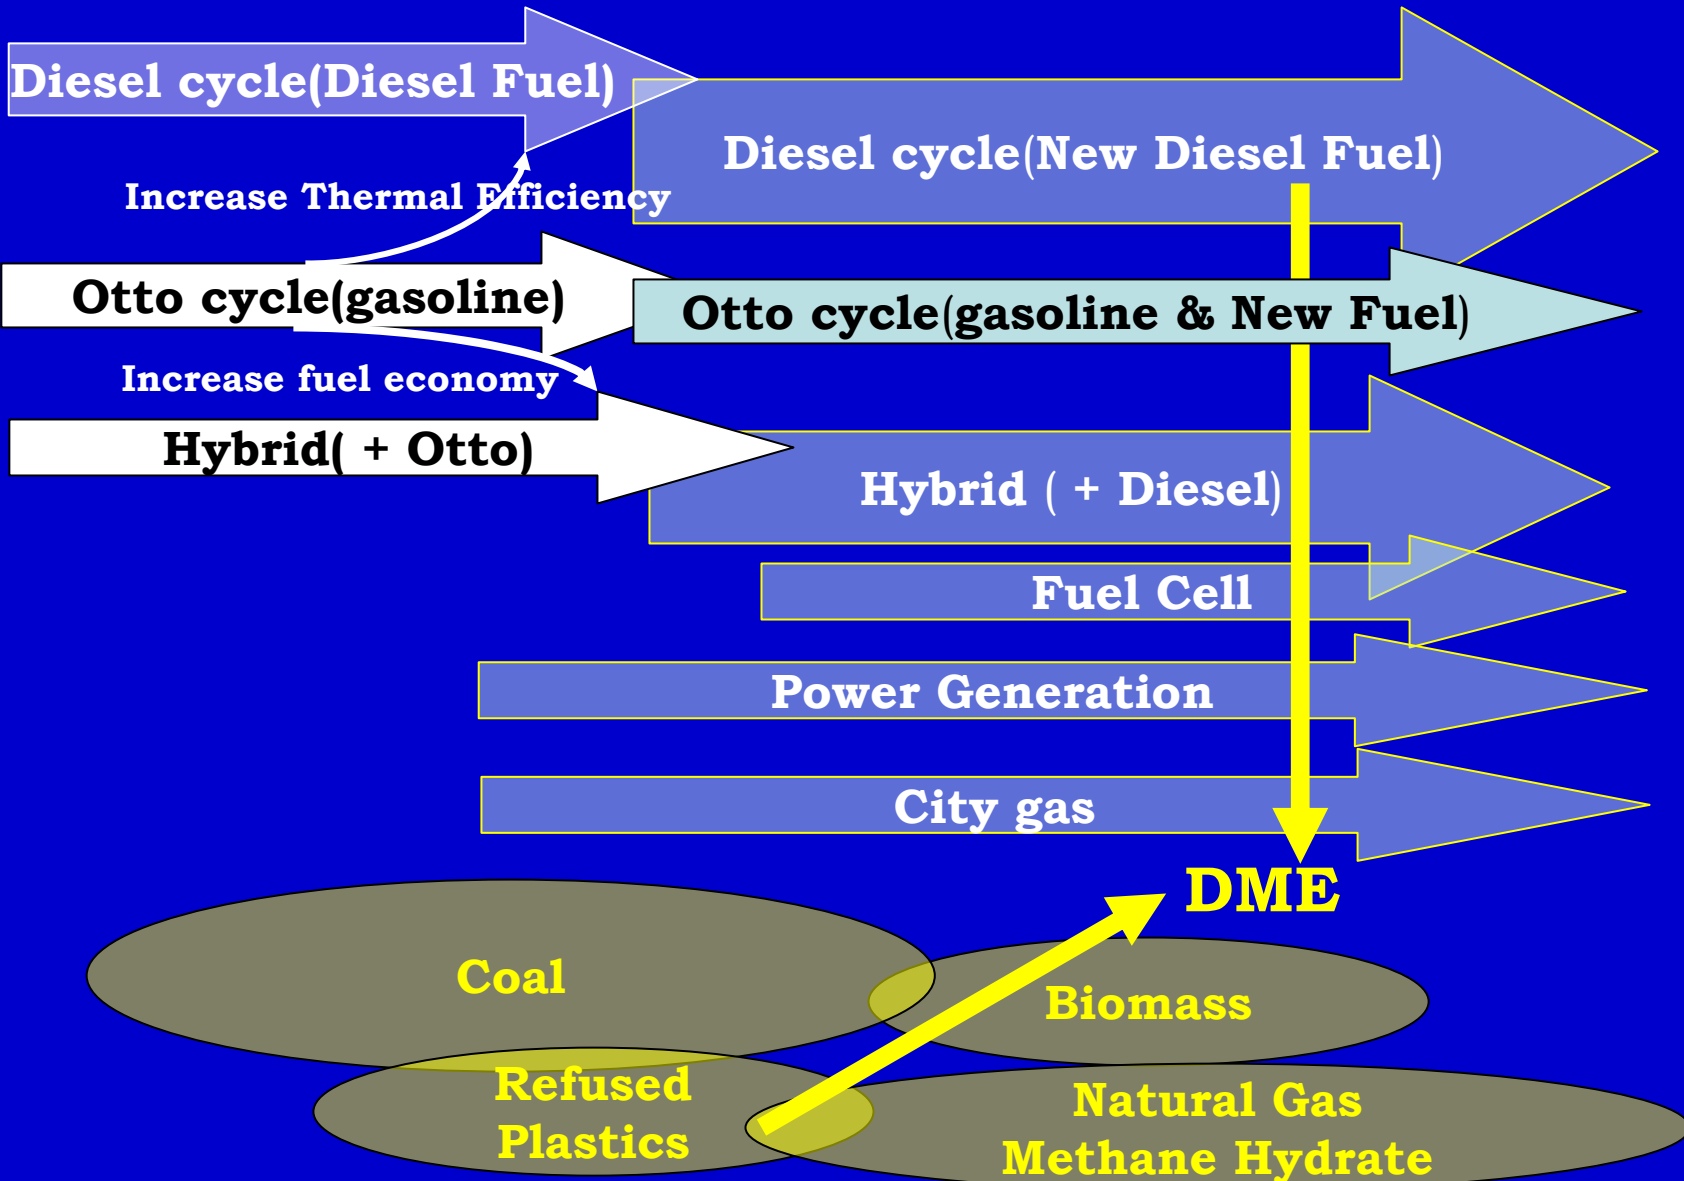 Diesel cycle(Diesel Fuel)
Diesel cycle(New Diesel Fuel)
Increase Thermal Efficiency
Otto cycle(gasoline)
Otto cycle(gasoline & New Fuel)
Increase fuel economy
Hybrid( + Otto)
Hybrid ( + Diesel)
Fuel Cell
Power Generation
City gas
DME
Coal
Biomass
Refused
Plastics
Natural Gas
Methane Hydrate